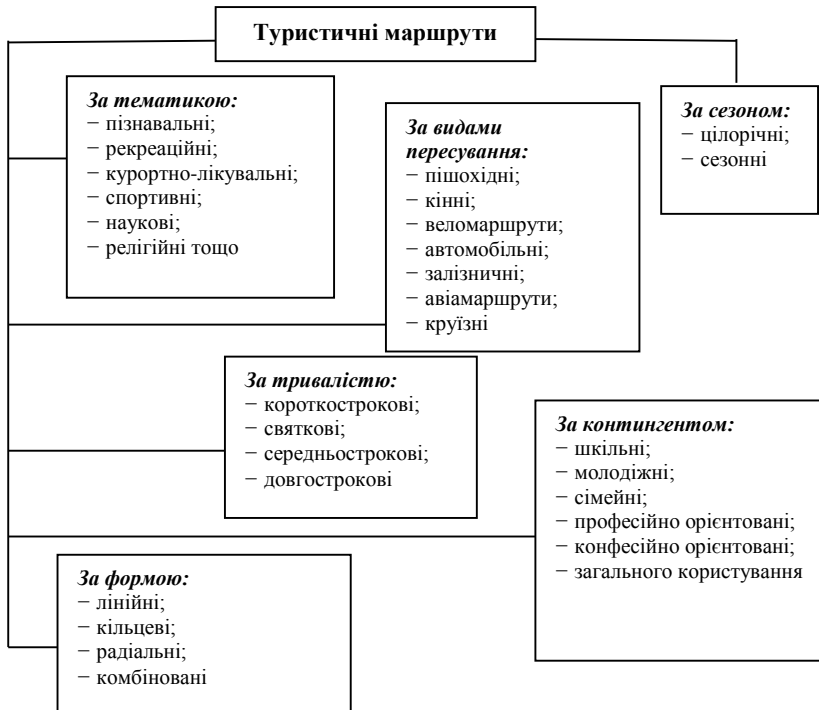 Туристичні маршрути
За тематикою:
− пізнавальні;
− рекреаційні;
− курортно-лікувальні;
− спортивні;
− наукові;
− релігійні тощо
За видами
пересування:
− пішохідні;
− кінні;
− веломаршрути;
− автомобільні;
− залізничні;
− авіамаршрути;
− круїзні
За сезоном:
− цілорічні;
− сезонні
За тривалістю:
− короткострокові;
− святкові;
− середньострокові;
− довгострокові
За контингентом:
− шкільні;
− молодіжні;
− сімейні;
− професійно орієнтовані;
− конфесійно орієнтовані;
− загального користування
За формою:
− лінійні;
− кільцеві;
− радіальні;
− комбіновані